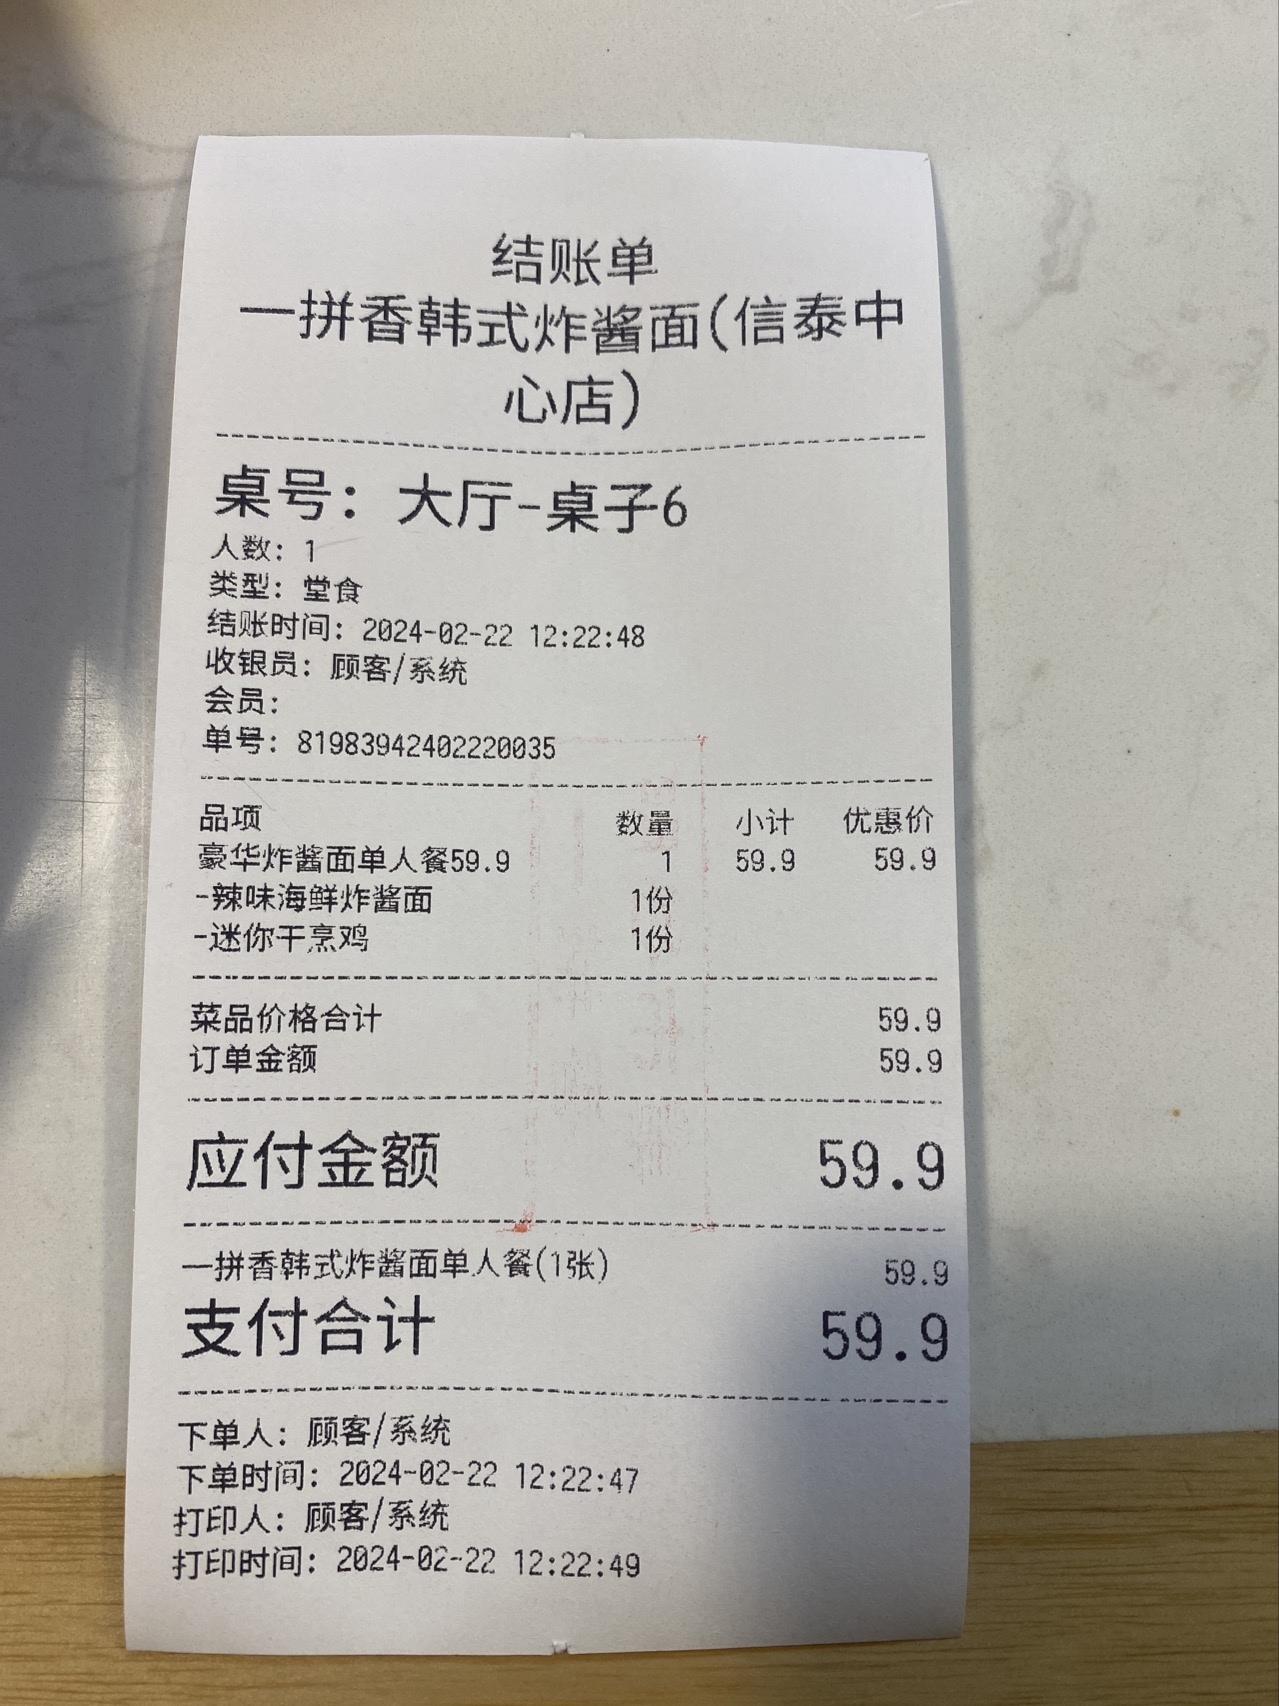 结账单
一拼香韩式炸酱面(信泰中
心店)
桌号：大厅-桌子6
人数：1
类型：堂食
结账时间：2024-02-22 12:22:48
收银员：顾客/系统
会员：
单号：81983942402220035
品项 数量 小计 优惠价
豪华炸酱面单人餐59.9 1 59.9 59.9
-辣味海鲜炸酱面 1份
-迷你干烹鸡 1份
菜品价格合计 59.9
订单金额 59.9
应付金额 59.9
一拼香韩式炸酱面单人餐(1张) 59.9
支付合计 59.9
下单人：顾客/系统
下单时间：2024-02-22 12:22:47
打印人：顾客/系统
打印时间：2024-02-22 12:22:49